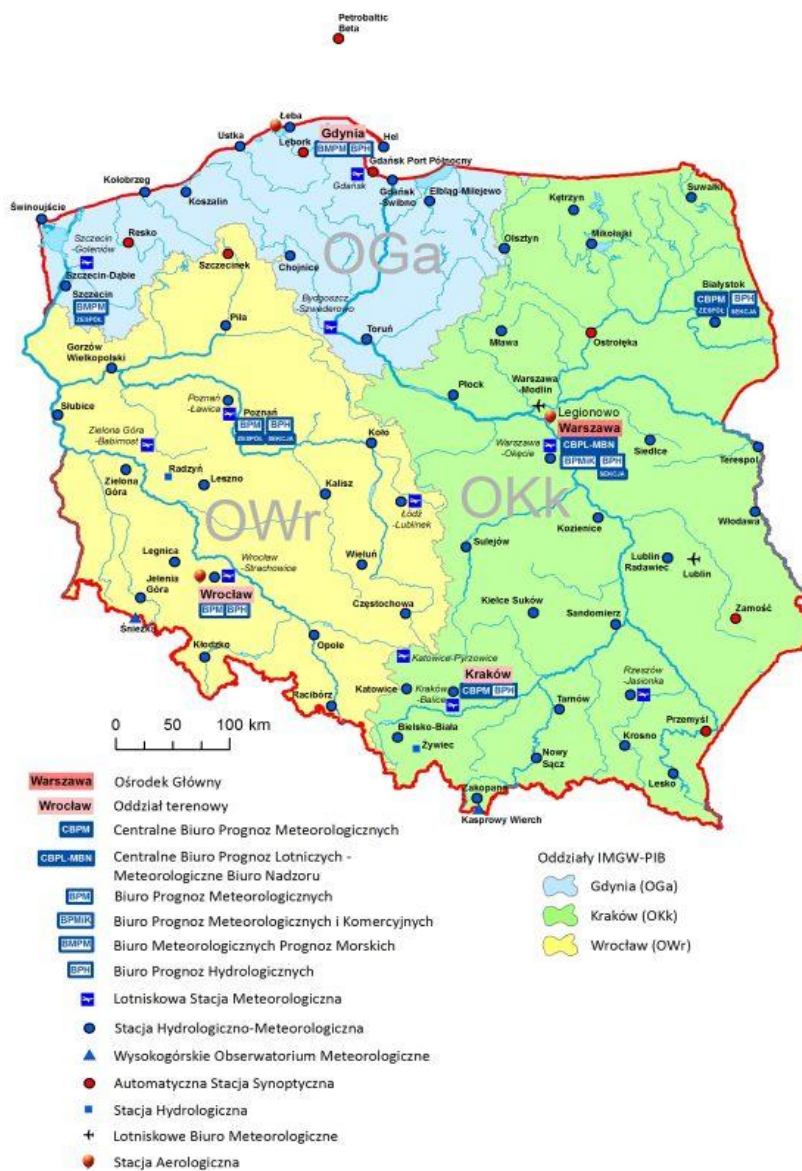 Petrobaltic
Beta
Łeba
Ustka
Lębork
Gdynia
BMPM BPH
Hel
Gdańsk Port Północny
Gdańsk
Gdańsk
-Świbno
Elbląg-Milejewo
Kołobrzeg
Koszalin
Świnoujście
Resko
Szczecin
-Goleniów
Szczecin-Dąbie
Szczecin
BMPM
ZESPÓŁ
Szczecinek
Chojnice
OGa
Bydgoszcz
-Szwederowo
Toruń
Kętrzyn
Suwałki
Olsztyn
Mikołajki
Białystok
CBPM BPH
ZESPÓŁ SEKCJA
Mława
Ostrołęka
Piła
Gorzów
Wielkopolski
Słubice
Płock
Warszawa
-Modlin
Legionowo
Warszawa
CBPL-MBN
BPMiK BPH
SEKCJA
Warszawa
-Okęcie
Siedlce
Terespol
Poznań
-Ławica
Poznań
BPM BPH
ZESPÓŁ SEKCJA
Zielona Góra
-Babimost
Koło
Zielona
Góra
Radzyń
Leszno
Kalisz
OWr
Łódź
-Lublinek
OKk
Włodawa
Kozienice
Sulejów
Lublin
Radawiec
Lublin
Legnica
Wrocław
-Strachowice
Wieluń
Jelenia
Góra
Wrocław
BPM BPH
Śnieżka
Kłodzko
Opole
Częstochowa
Kielce Suków
Sandomierz
Zamość
Katowice-Pyrzowice
Racibórz
Katowice
Kraków
-Balice
Kraków
CBPM BPH
Rzeszów
-Jasionka
Tarnów
Przemyśl
Bielsko-Biała
Żywiec
Nowy
Sącz
Krosno
Lesko
Zakopane
Kasprowy Wierch
0 50 100 km
Warszawa Ośrodek Główny
Wrocław Oddział terenowy
CBPM Centralne Biuro Prognoz Meteorologicznych
CBPL-MBN Centralne Biuro Prognoz Lotniczych -
Meteorologiczne Biuro Nadzoru
BPM Biuro Prognoz Meteorologicznych
BPMiK Biuro Prognoz Meteorologicznych i Komercyjnych
BMPM Biuro Meteorologicznych Prognoz Morskich
BPH Biuro Prognoz Hydrologicznych
Lotniskowa Stacja Meteorologiczna
Stacja Hydrologiczno-Meteorologiczna
Wysokogórskie Obserwatorium Meteorologiczne
Automatyczna Stacja Synoptyczna
Stacja Hydrologiczna
Lotniskowe Biuro Meteorologiczne
Stacja Aerologiczna
Oddziały IMGW-PIB
Gdynia (OGa)
Kraków (OKk)
Wrocław (OWr)